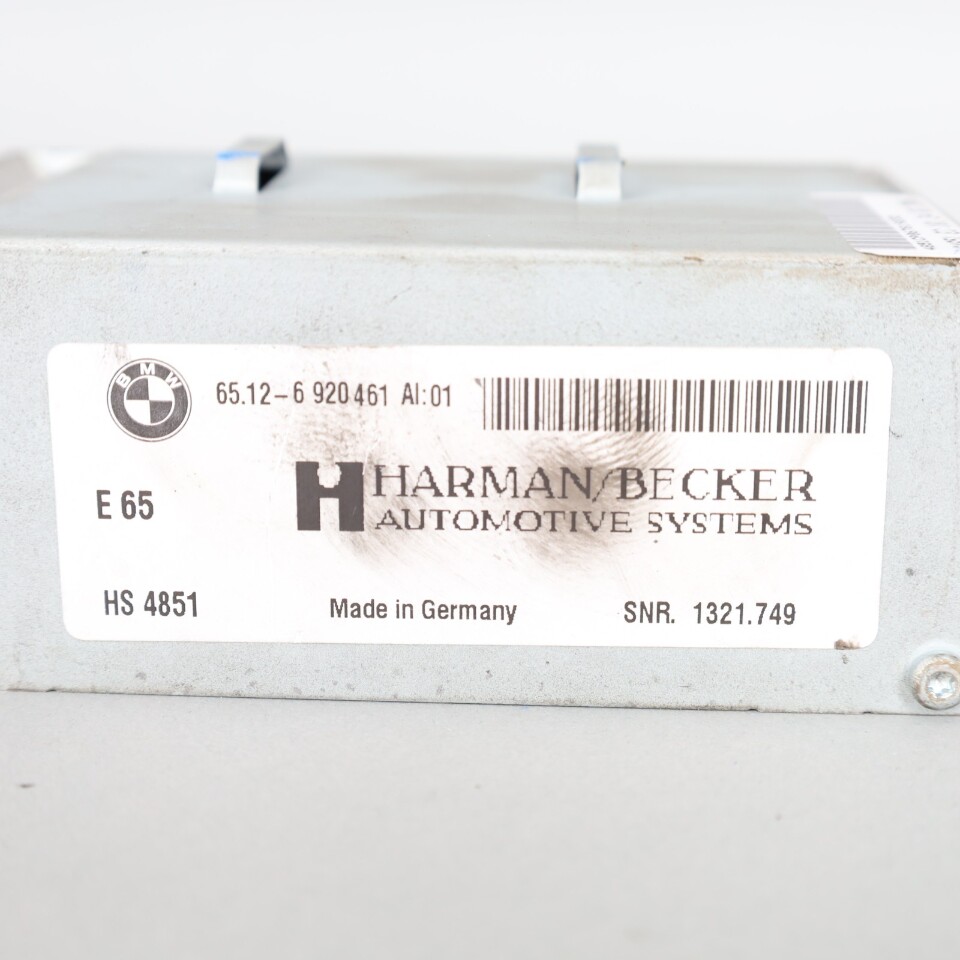 BMW
65.12-6 920461 AI:01
HARMAN/BECKER
AUTOMOTIVE SYSTEMS
E 65
HS 4851
Made in Germany
SNR. 1321.749